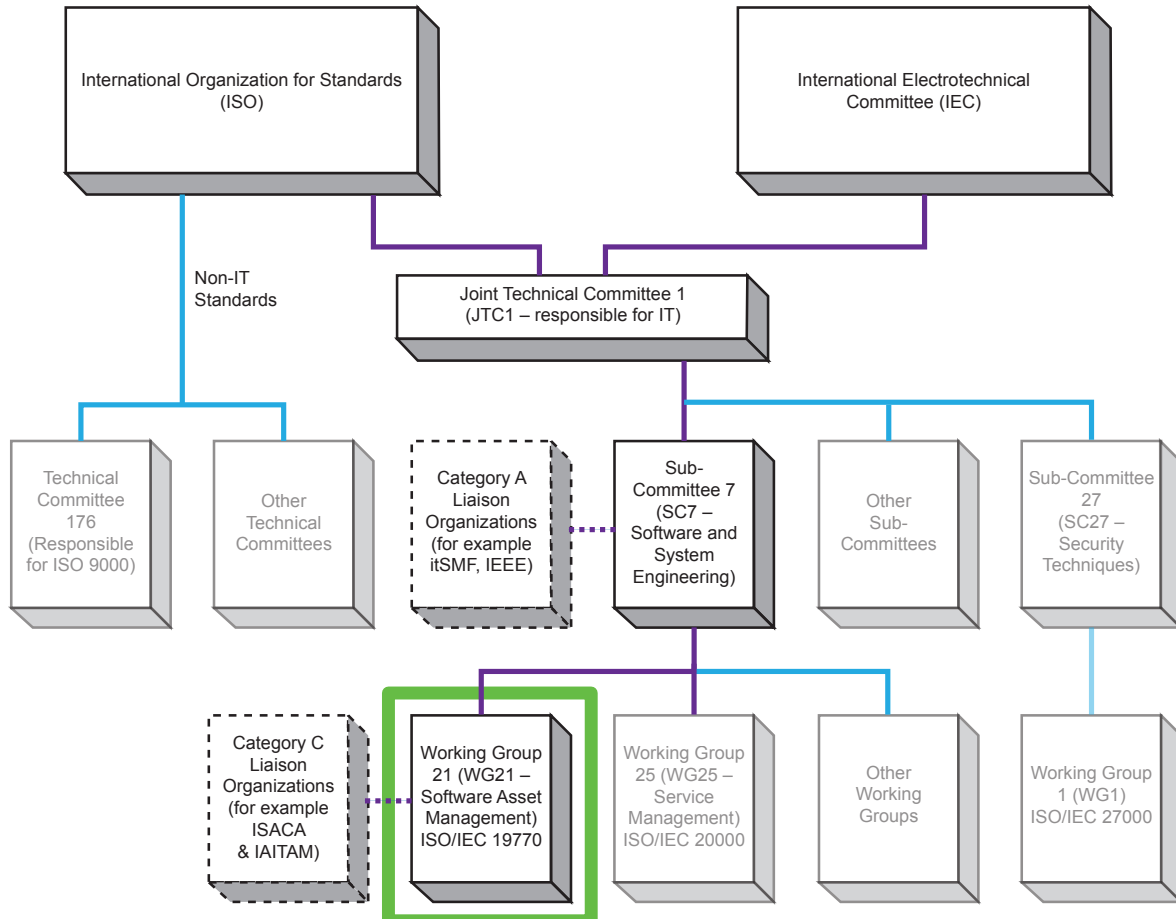 International Organization for Standards
(ISO)
International Electrotechnical
Committee (IEC)
Non-IT
Standards
Joint Technical Committee 1
(JTC1 – responsible for IT)
Technical
Committee
176
(Responsible
for ISO 9000)
Other
Technical
Committees
Category A
Liaison
Organizations
(for example
itSMF, IEEE)
Sub-
Committee 7
(SC7 –
Software and
System
Engineering)
Other
Sub-
Committees
Sub-Committee
27
(SC27 –
Security
Techniques)
Category C
Liaison
Organizations
(for example
ISACA
& IAITAM)
Working Group
21 (WG21 –
Software Asset
Management)
ISO/IEC 19770
Working Group
25 (WG25 –
Service
Management)
ISO/IEC 20000
Other
Working
Groups
Working Group
1 (WG1)
ISO/IEC 27000